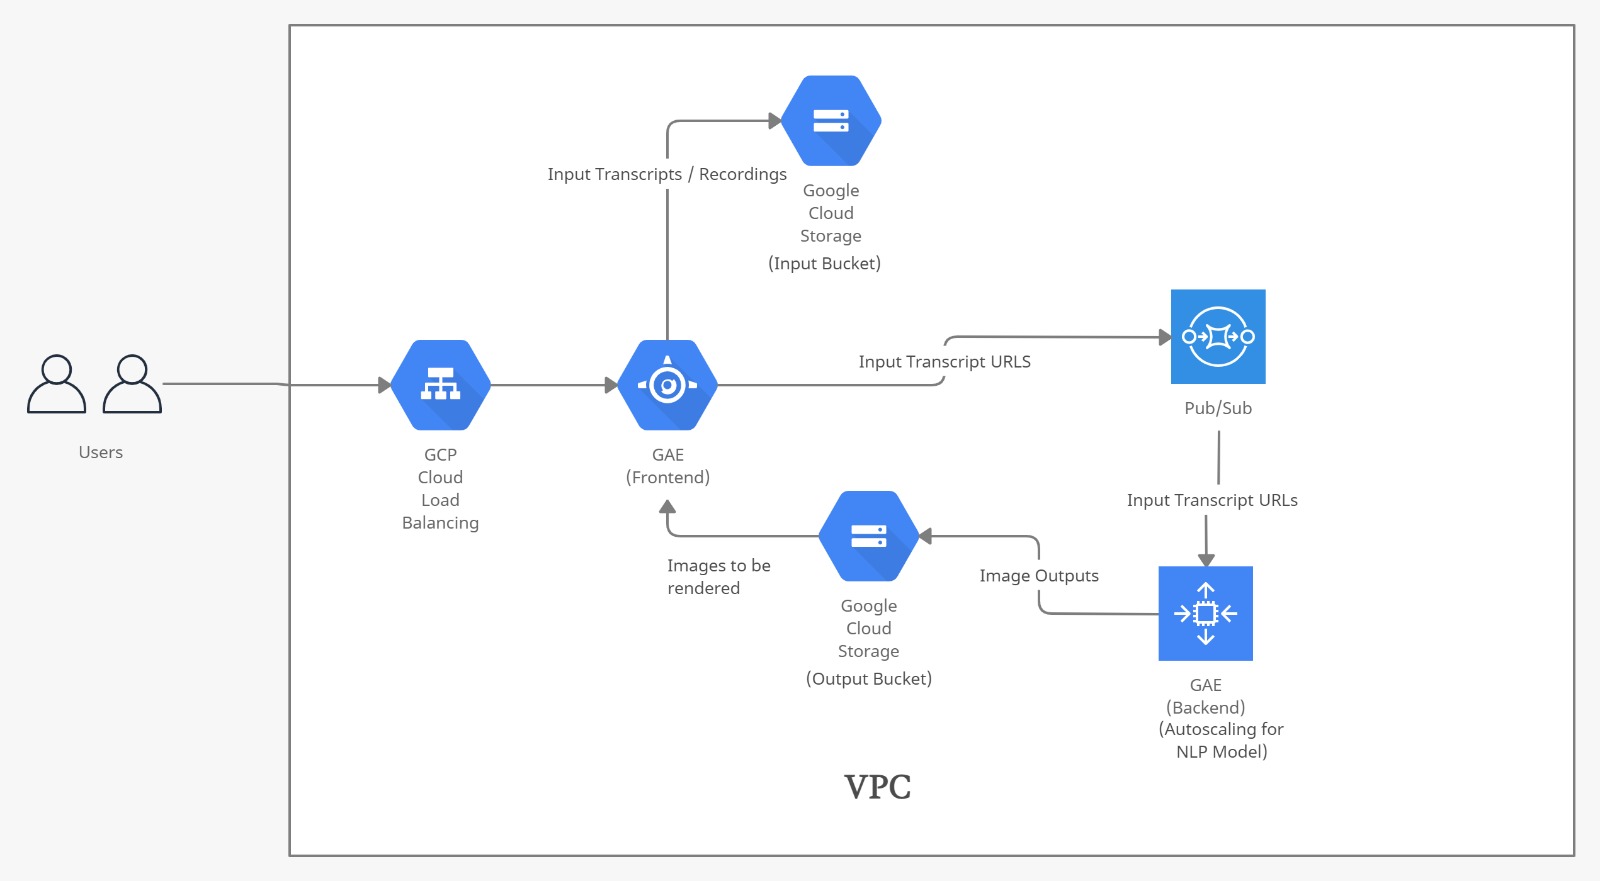 Input Transcripts / Recordings
Google
Cloud
Storage
(Input Bucket)
Input Transcript URLS
Pub/Sub
Users
GCP
Cloud
Load
Balancing
GAE
(Frontend)
Input Transcript URLs
Images to be
rendered
Image Outputs
Google
Cloud
Storage
(Output Bucket)
GAE
(Backend)
(Autoscaling for
NLP Model)
VPC